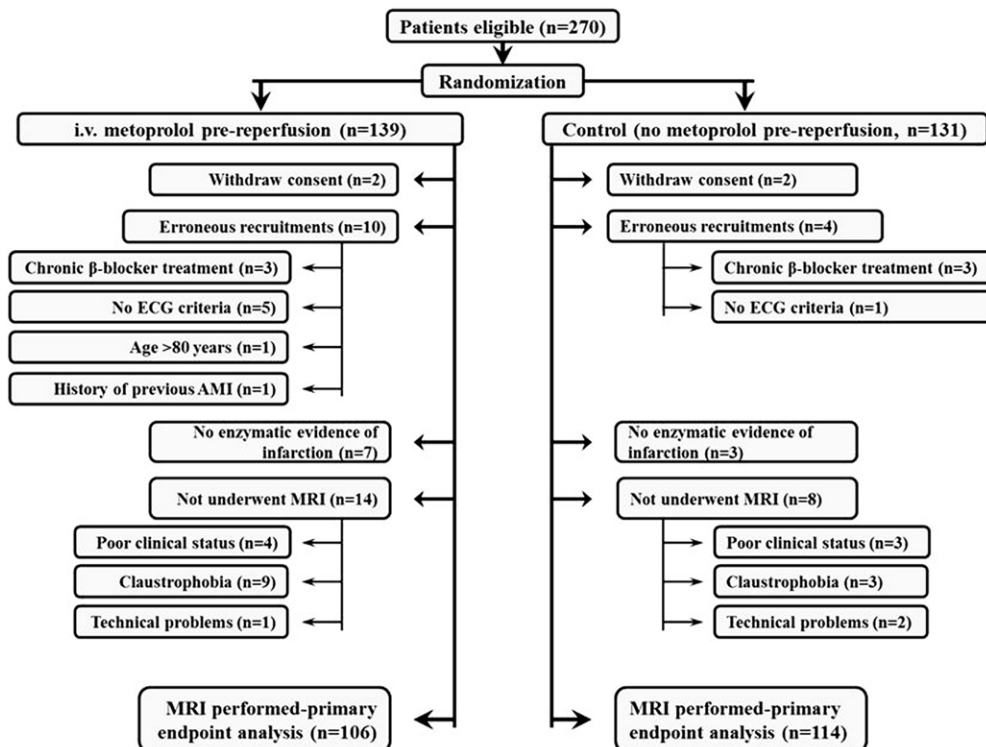 Patients eligible (n=270)
Randomization
i.v. metoprolol pre-reperfusion (n=139)
Withdraw consent (n=2)
Erroneous recruitments (n=10)
Chronic β-blocker treatment (n=3)
No ECG criteria (n=5)
Age >80 years (n=1)
History of previous AMI (n=1)
No enzymatic evidence of
infarction (n=7)
Not underwent MRI (n=14)
Poor clinical status (n=4)
Claustrophobia (n=9)
Technical problems (n=1)
MRI performed-primary
endpoint analysis (n=106)
Control (no metoprolol pre-reperfusion, n=131)
Withdraw consent (n=2)
Erroneous recruitments (n=4)
Chronic β-blocker treatment (n=3)
No ECG criteria (n=1)
No enzymatic evidence of
infarction (n=3)
Not underwent MRI (n=8)
Poor clinical status (n=3)
Claustrophobia (n=3)
Technical problems (n=2)
MRI performed-primary
endpoint analysis (n=114)